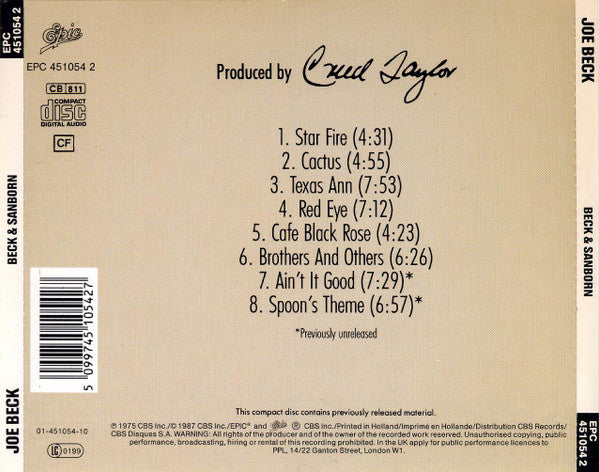 EPC
451054 2
JOE BECK
BECK & SANBORN
JOE BECK
Epic
EPC 451054 2
CB 811
COMPACT
disc
DIGITAL AUDIO
CF
Produced by Creed Taylor
1. Star Fire (4:31)
2. Cactus (4:55)
3. Texas Ann (7:53)
4. Red Eye (7:12)
5. Cafe Black Rose (4:23)
6. Brothers And Others (6:26)
7. Ain't It Good (7:29)*
8. Spoon's Theme (6:57)*
*Previously unreleased
5 099745 105427
This compact disc contains previously released material.
01-451054-10
LC 0199
℗ 1975 CBS Inc./© 1987 CBS Inc./EPIC® and Epic ® CBS Inc./Printed in Holland/Imprimé en Hollande/Distribution CBS Records/
CBS Disques S.A. WARNING: All rights of the producer and of the owner of the recorded work reserved. Unauthorised copying, public
performance, broadcasting, hiring or rental of this recording prohibited. In the UK apply for public performance licences to
PPL, 14/22 Ganton Street, London W1.
BECK & SANBORN
EPC
451054 2
JOE BECK